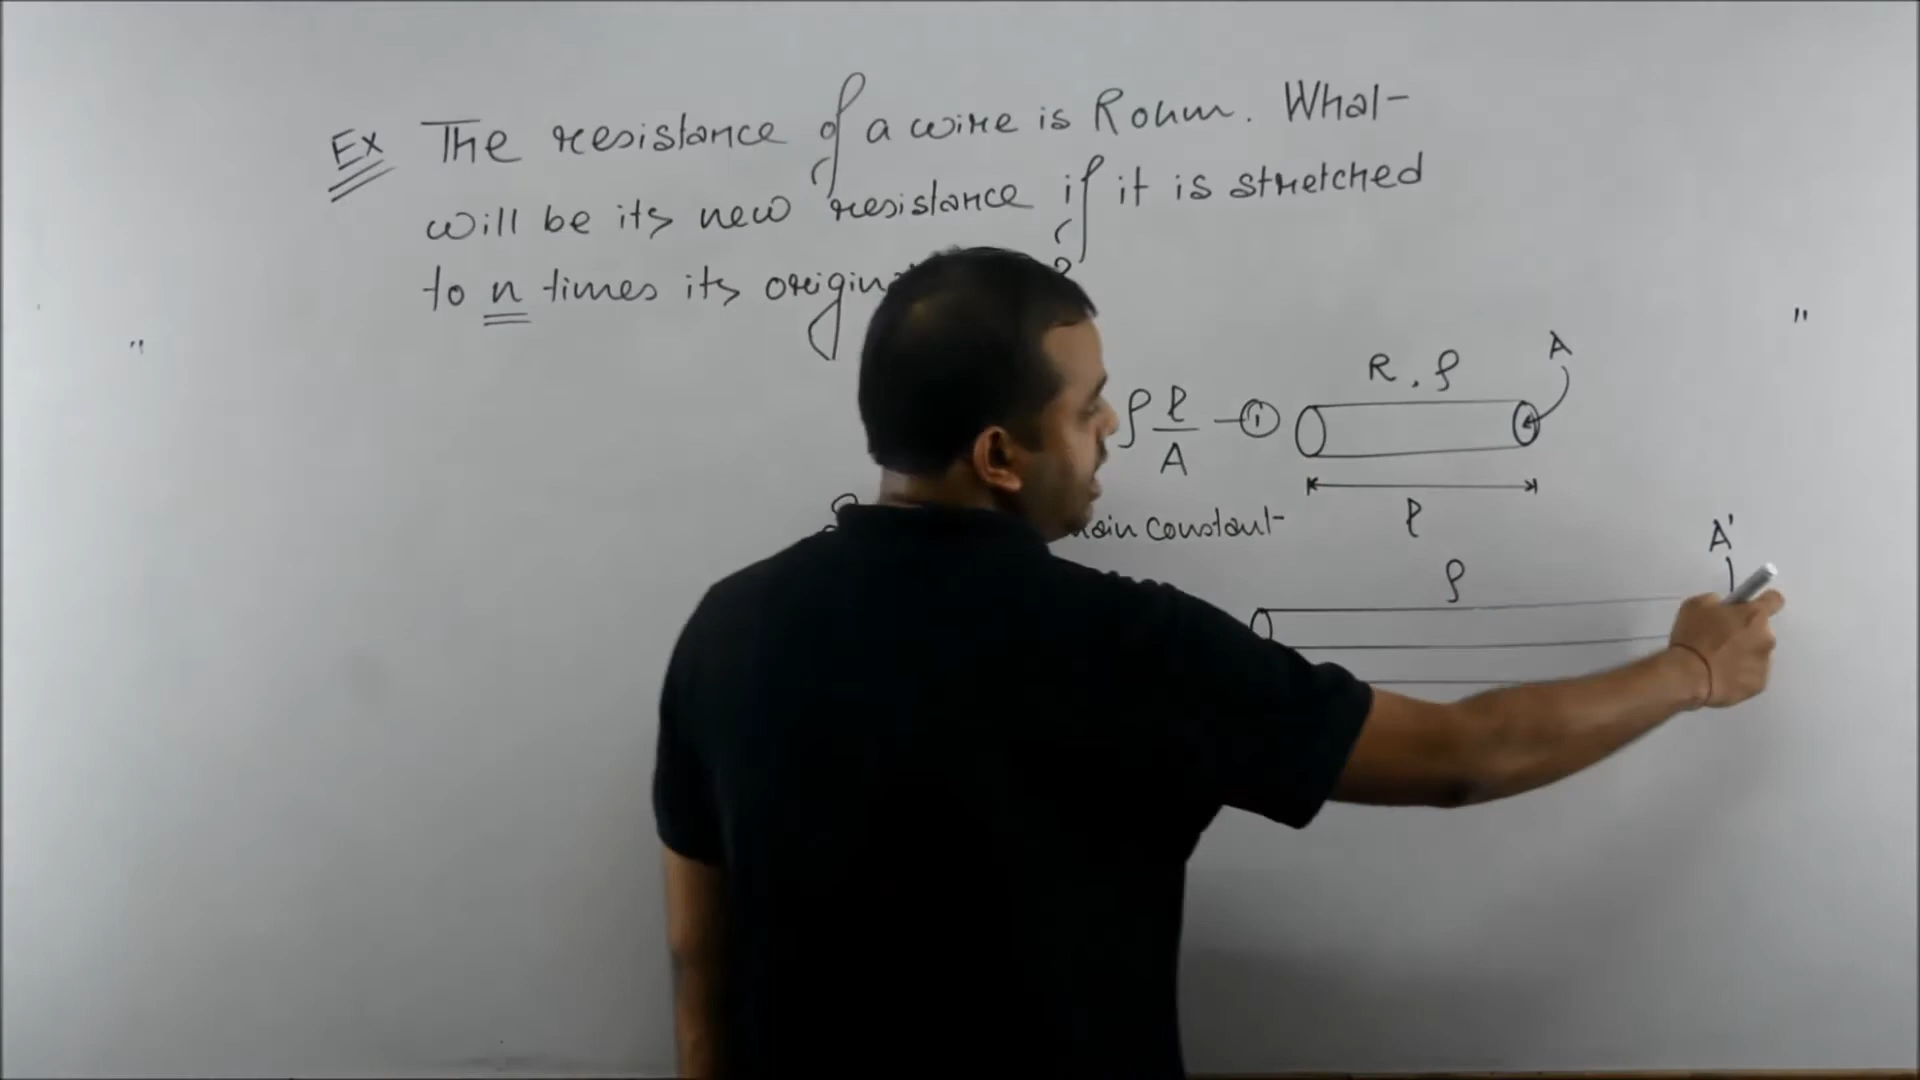 Ex The resistance of a wire is R ohm. What
will be its new resistance if it is stretched
to n times its
ρ l/A — ① R, ρ A
l
constant
A'
ρ